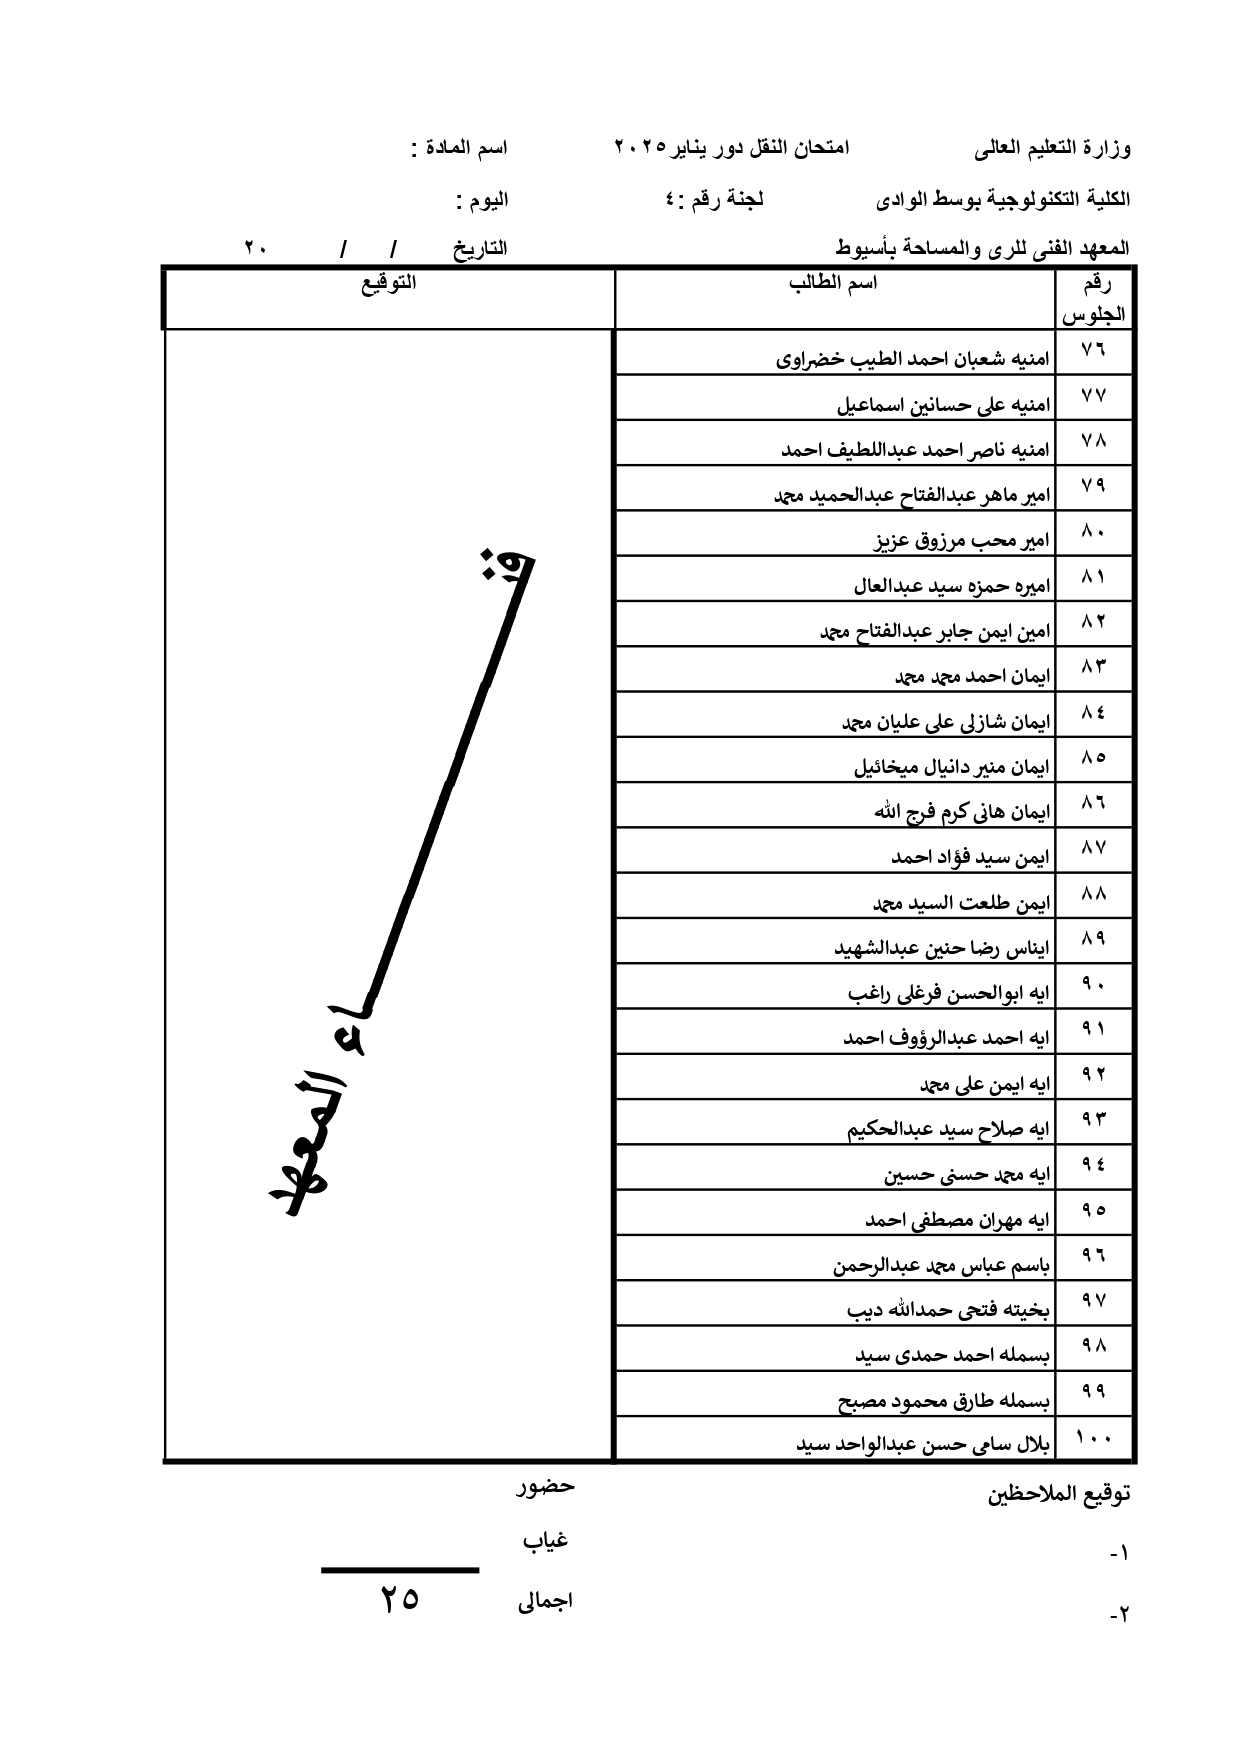 وزارة التعليم العالى امتحان النقل دور يناير ٢٠٢٥ اسم المادة :
الكلية التكنولوجية بوسط الوادى لجنة رقم : ٤ اليوم :
المعهد الفنى للرى والمساحة بأسيوط التاريخ / / ٢٠
رقم الجلوس اسم الطالب التوقيع
٧٦ امنيه شعبان احمد الطيب خضراوى
٧٧ امنيه على حسانين اسماعيل
٧٨ امنيه ناصر احمد عبداللطيف احمد
٧٩ امير ماهر عبدالفتاح عبدالحميد محمد
٨٠ امير محب مرزوق عزيز
٨١ اميره حمزه سيد عبدالعال
٨٢ امين ايمن جابر عبدالفتاح محمد
٨٣ ايمان احمد محمد محمد
٨٤ ايمان شازلى على عليان محمد
٨٥ ايمان منير دانيال ميخائيل
٨٦ ايمان هانى كرم فرج الله
٨٧ ايمن سيد فؤاد احمد
٨٨ ايمن طلعت السيد محمد
٨٩ ايناس رضا حنين عبدالشهيد
٩٠ ايه ابوالحسن فرغلى راغب
٩١ ايه احمد عبدالرؤوف احمد
٩٢ ايه ايمن على محمد
٩٣ ايه صلاح سيد عبدالحكيم
٩٤ ايه محمد حسنى حسين
٩٥ ايه مهران مصطفى احمد
٩٦ باسم عباس محمد عبدالرحمن
٩٧ بخيته فتحى حمدالله ديب
٩٨ بسمله احمد حمدى سيد
٩٩ بسمله طارق محمود مصبح
١٠٠ بلال سامى حسن عبدالواحد سيد
فنـــــــاء المعهد
توقيع الملاحظين حضور
١- غياب
٢- اجمالى ٢٥